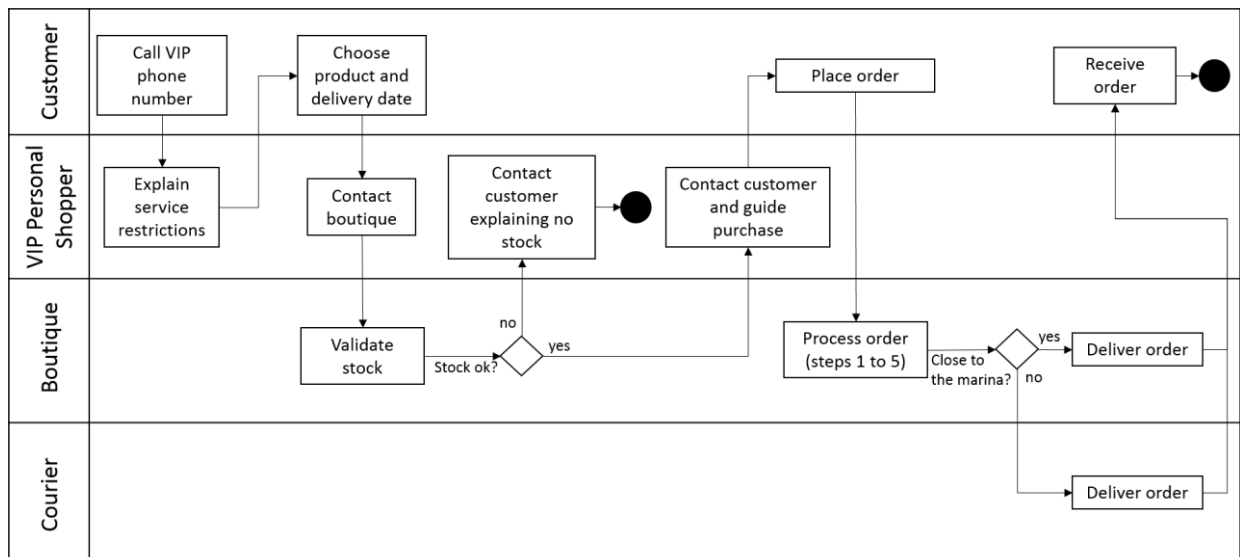 Customer
Call VIP
phone
number
Choose
product and
delivery date
Place order
Receive
order
VIP Personal
Shopper
Explain
service
restrictions
Contact
boutique
Contact
customer
explaining no
stock
Contact customer
and guide
purchase
Boutique
Validate
stock
Stock ok?
no
yes
Process order
(steps 1 to 5)
Close to
the marina?
yes
no
Deliver order
Courier
Deliver order